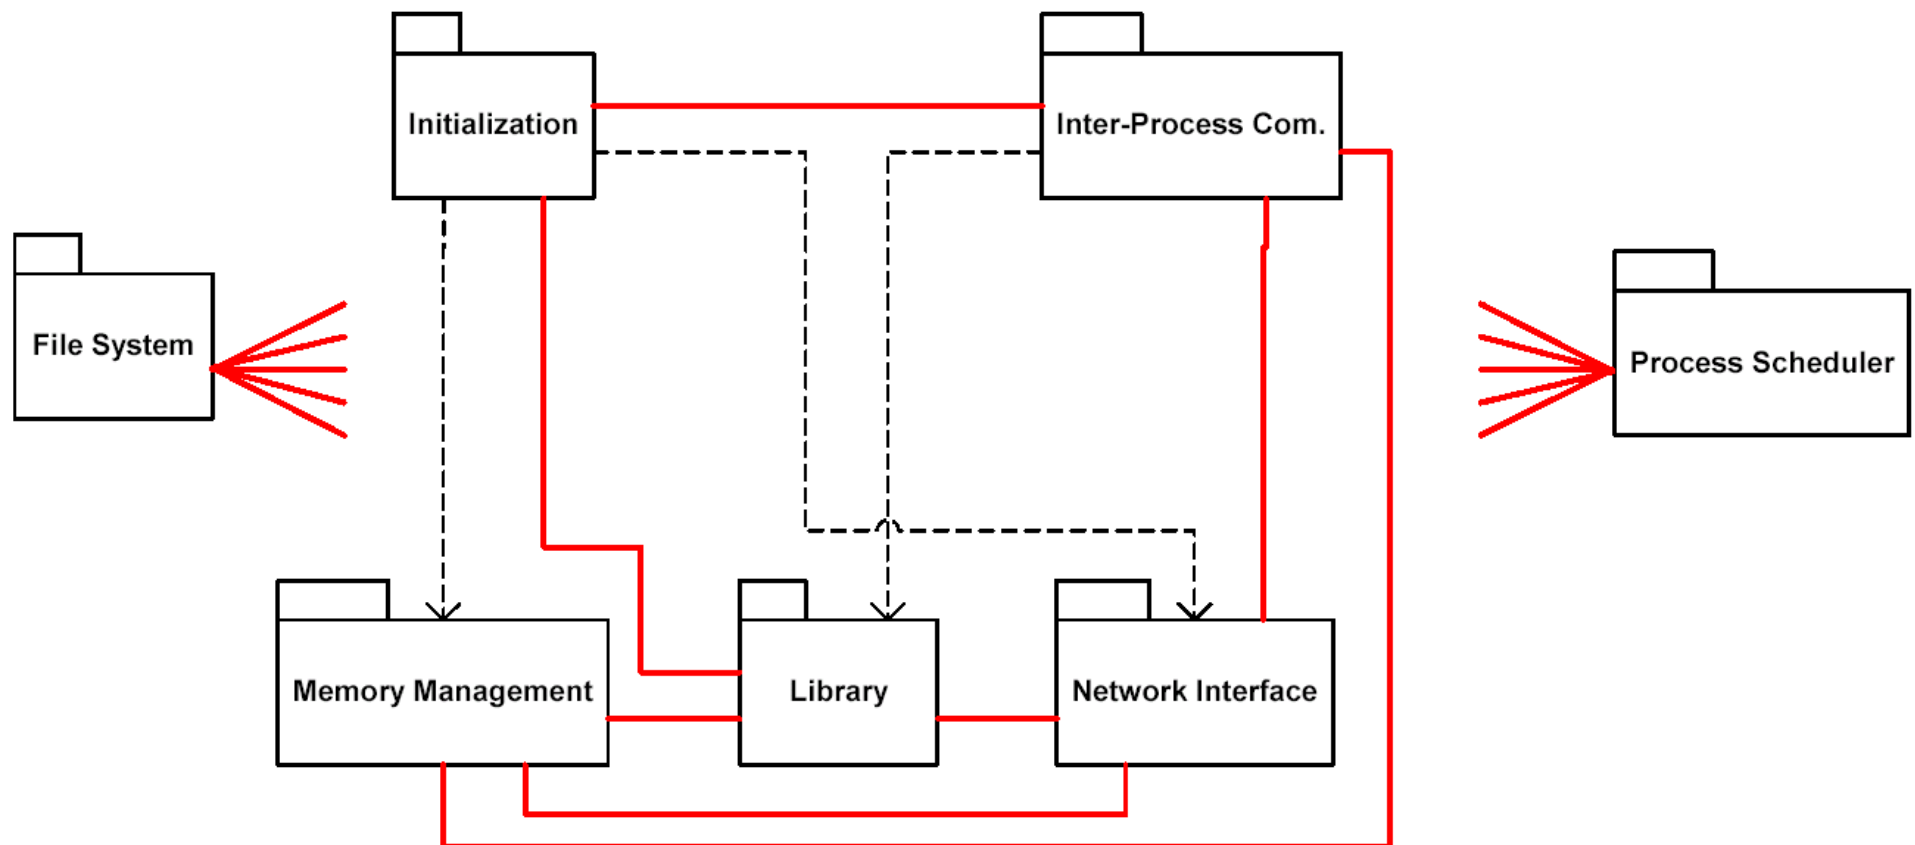 Initialization
Inter-Process Com.
File System
Process Scheduler
Memory Management
Library
Network Interface